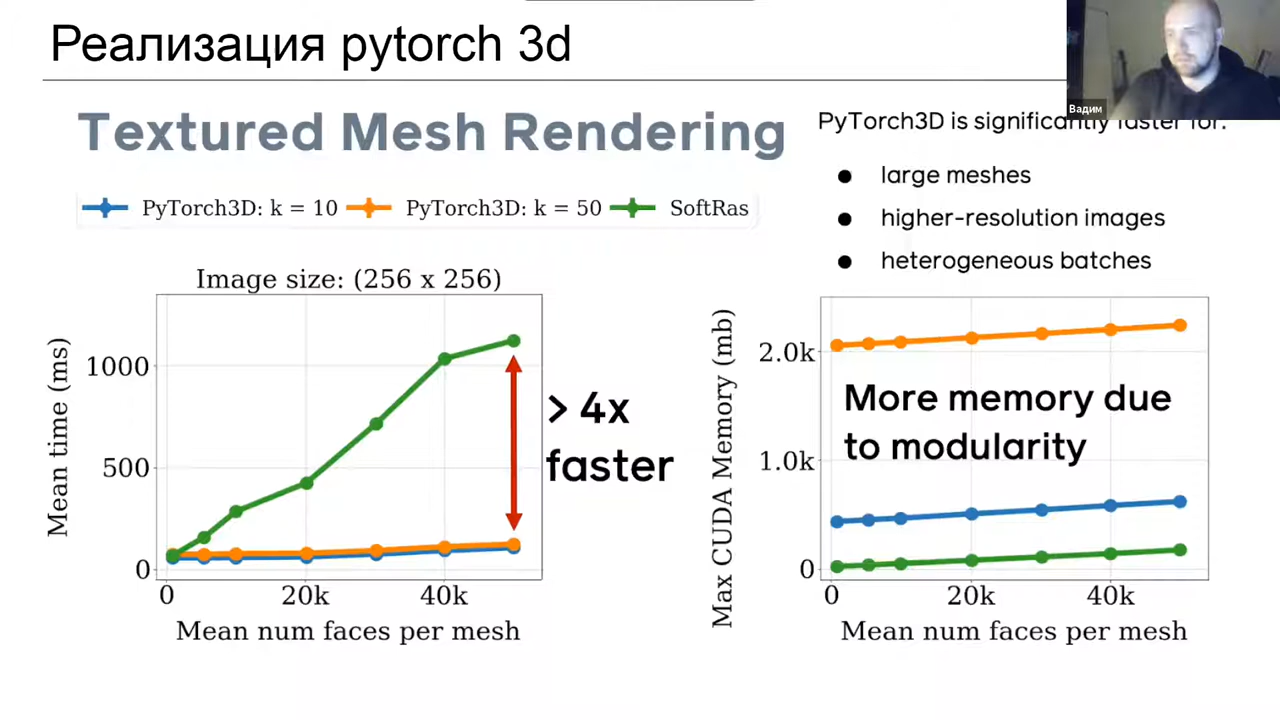 Реализация pytorch 3d
Вадим
Textured Mesh Rendering
PyTorch3D is significantly faster for:
large meshes
higher-resolution images
heterogeneous batches
PyTorch3D: k = 10 PyTorch3D: k = 50 SoftRas
Image size: (256 x 256)
Mean time (ms)
1000
500
0
0 20k 40k
Mean num faces per mesh
> 4x
faster
Max CUDA Memory (mb)
2.0k
1.0k
0
More memory due
to modularity
0 20k 40k
Mean num faces per mesh